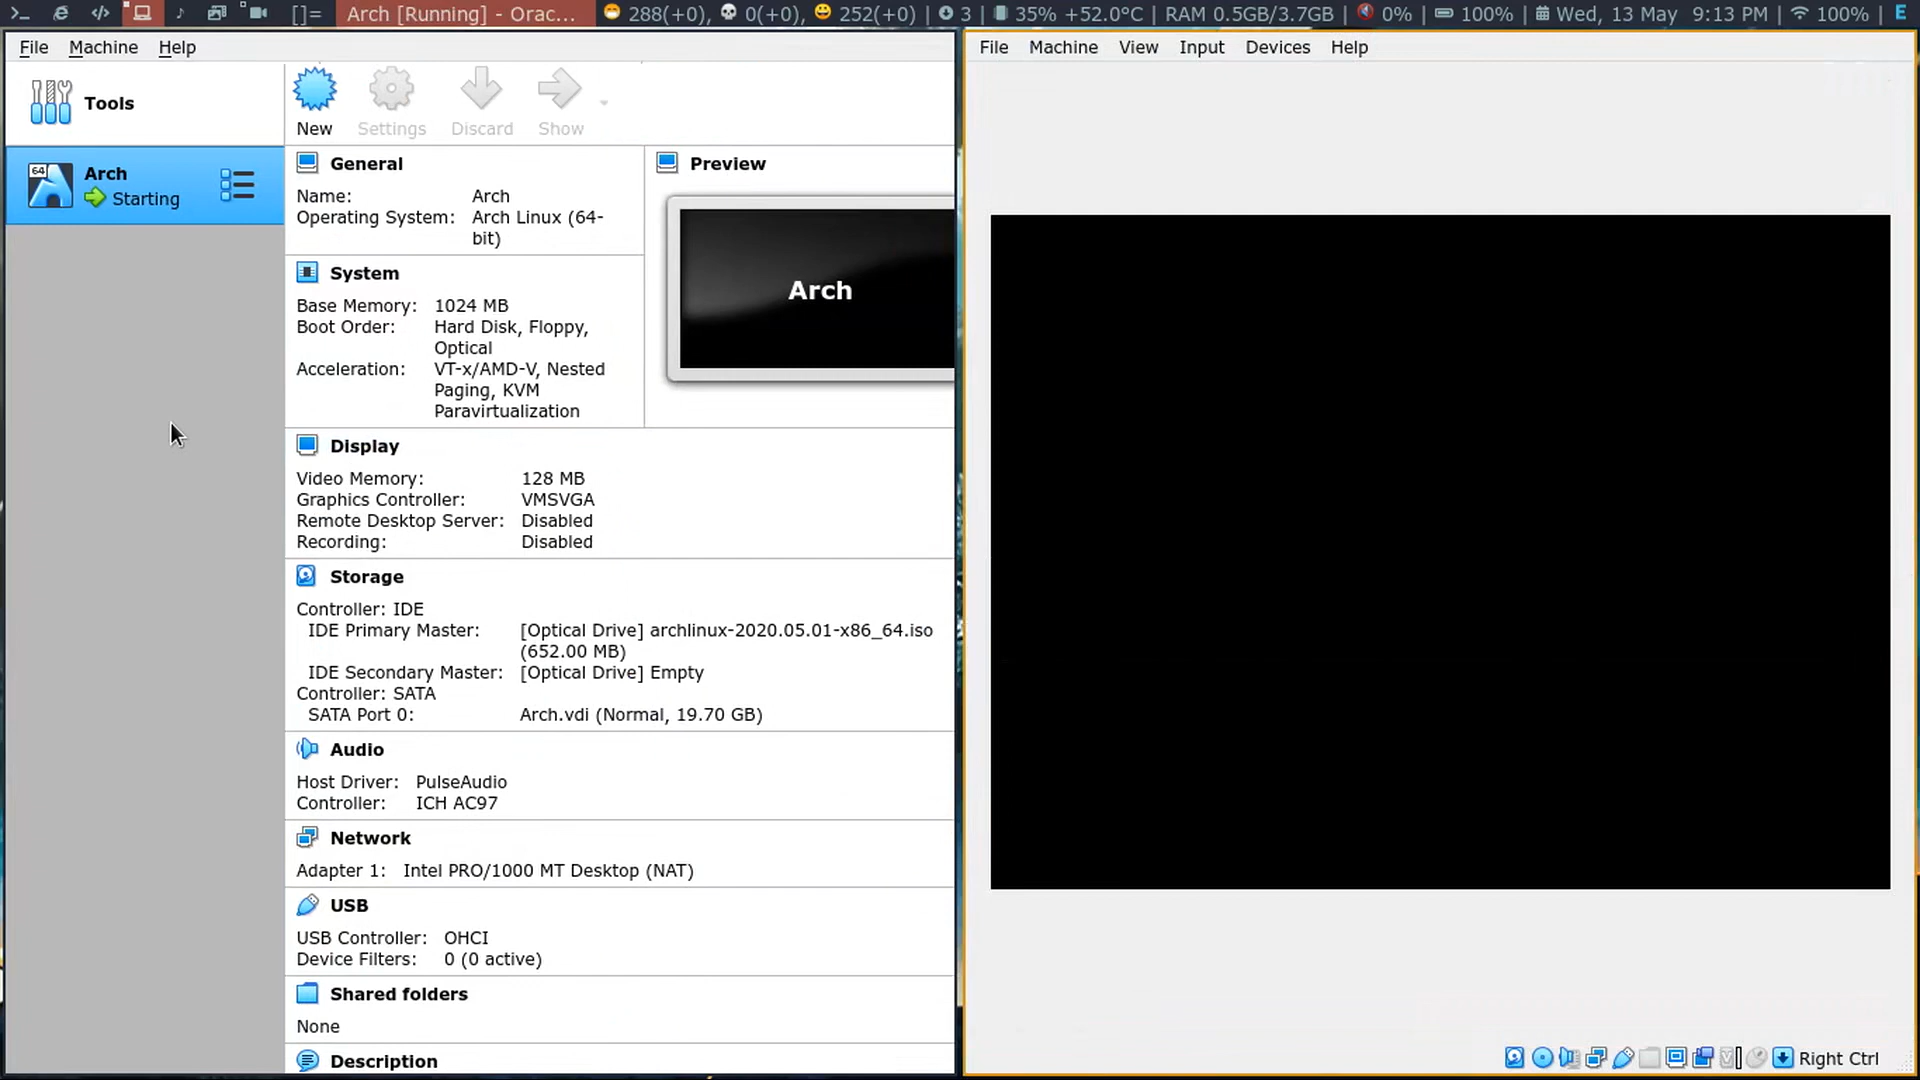 []= Arch [Running] - Orac... 288(+0), 0(+0), 252(+0) | 3 | 35% +52.0°C | RAM 0.5GB/3.7GB | 0% | 100% | Wed, 13 May 9:13 PM | 100% | E
File Machine Help
Tools
64
Arch
Starting
New Settings Discard Show
General
Name: Arch
Operating System: Arch Linux (64-
bit)
System
Base Memory: 1024 MB
Boot Order: Hard Disk, Floppy,
Optical
Acceleration: VT-x/AMD-V, Nested
Paging, KVM
Paravirtualization
Preview
Arch
Display
Video Memory: 128 MB
Graphics Controller: VMSVGA
Remote Desktop Server: Disabled
Recording: Disabled
Storage
Controller: IDE
IDE Primary Master: [Optical Drive] archlinux-2020.05.01-x86_64.iso
(652.00 MB)
IDE Secondary Master: [Optical Drive] Empty
Controller: SATA
SATA Port 0: Arch.vdi (Normal, 19.70 GB)
Audio
Host Driver: PulseAudio
Controller: ICH AC97
Network
Adapter 1: Intel PRO/1000 MT Desktop (NAT)
USB
USB Controller: OHCI
Device Filters: 0 (0 active)
Shared folders
None
Description
File Machine View Input Devices Help
Right Ctrl